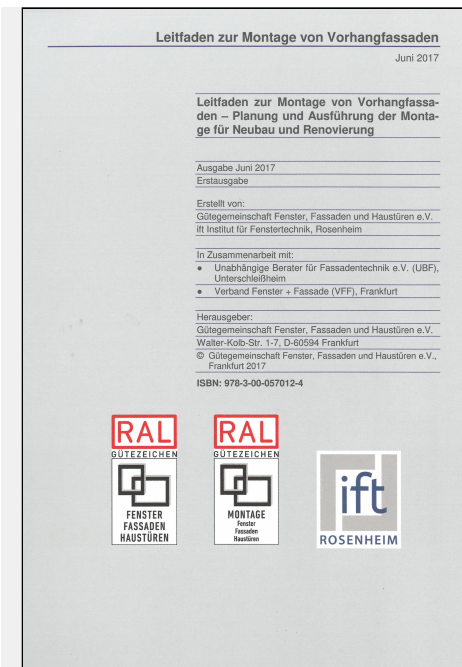 Leitfaden zur Montage von Vorhangfassaden
Juni 2017
Leitfaden zur Montage von Vorhangfassa-
den – Planung und Ausführung der Monta-
ge für Neubau und Renovierung
Ausgabe Juni 2017
Erstausgabe
Erstellt von:
Gütegemeinschaft Fenster, Fassaden und Haustüren e.V.
ift Institut für Fenstertechnik, Rosenheim
In Zusammenarbeit mit:
● Unabhängige Berater für Fassadentechnik e.V. (UBF),
Unterschleißheim
● Verband Fenster + Fassade (VFF), Frankfurt
Herausgeber:
Gütegemeinschaft Fenster, Fassaden und Haustüren e.V.
Walter-Kolb-Str. 1-7, D-60594 Frankfurt
© Gütegemeinschaft Fenster, Fassaden und Haustüren e.V.,
Frankfurt 2017
ISBN: 978-3-00-057012-4
RAL
GÜTEZEICHEN
FENSTER
FASSADEN
HAUSTÜREN
RAL
GÜTEZEICHEN
MONTAGE
Fenster
Fassaden
Haustüren
ift
ROSENHEIM